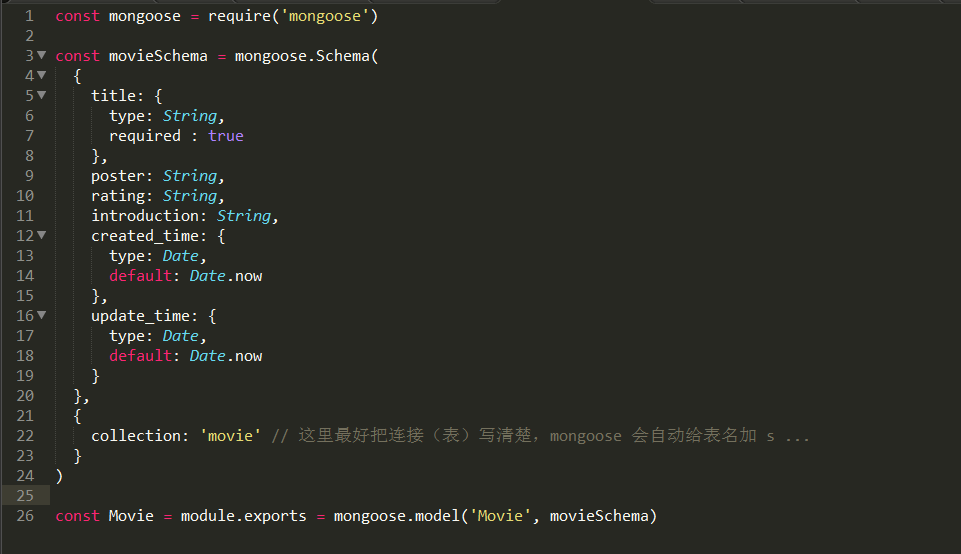 1 const mongoose = require('mongoose')
2
3 const movieSchema = mongoose.Schema(
4   {
5     title: {
6       type: String,
7       required : true
8     },
9     poster: String,
10     rating: String,
11     introduction: String,
12     created_time: {
13       type: Date,
14       default: Date.now
15     },
16     update_time: {
17       type: Date,
18       default: Date.now
19     }
20   },
21   {
22     collection: 'movie' // 这里最好把连接（表）写清楚，mongoose 会自动给表名加 s ...
23   }
24 )
25
26 const Movie = module.exports = mongoose.model('Movie', movieSchema)